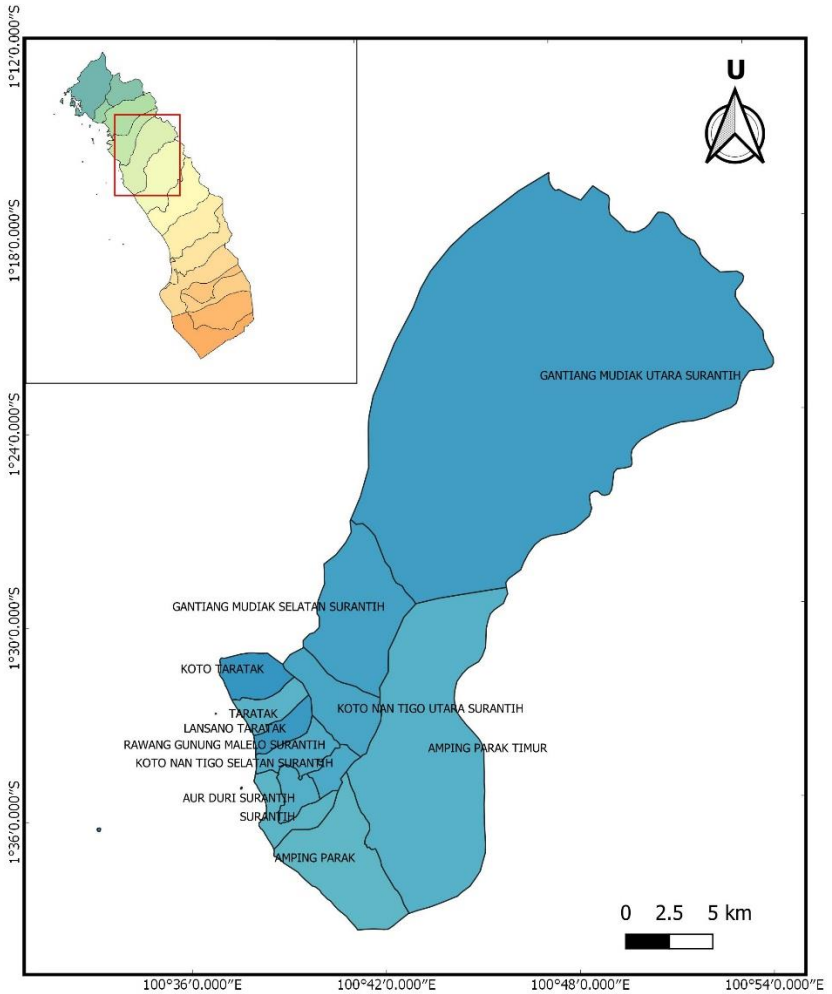 1°12'0.000"S
1°18'0.000"S
1°24'0.000"S
1°30'0.000"S
1°36'0.000"S
U
GANTIANG MUDIAK UTARA SURANTIH
GANTIANG MUDIAK SELATAN SURANTIH
KOTO TARATAK
KOTO NAN TIGO UTARA SURANTIH
TARATAK
LANSANO TARATAK
RAWANG GUNUNG MALELO SURANTIH
AMPING PARAK TIMUR
KOTO NAN TIGO SELATAN SURANTIH
AUR DURI SURANTIH
SURANTIH
AMPING PARAK
0 2.5 5 km
100°36'0.000"E
100°42'0.000"E
100°48'0.000"E
100°54'0.000"E